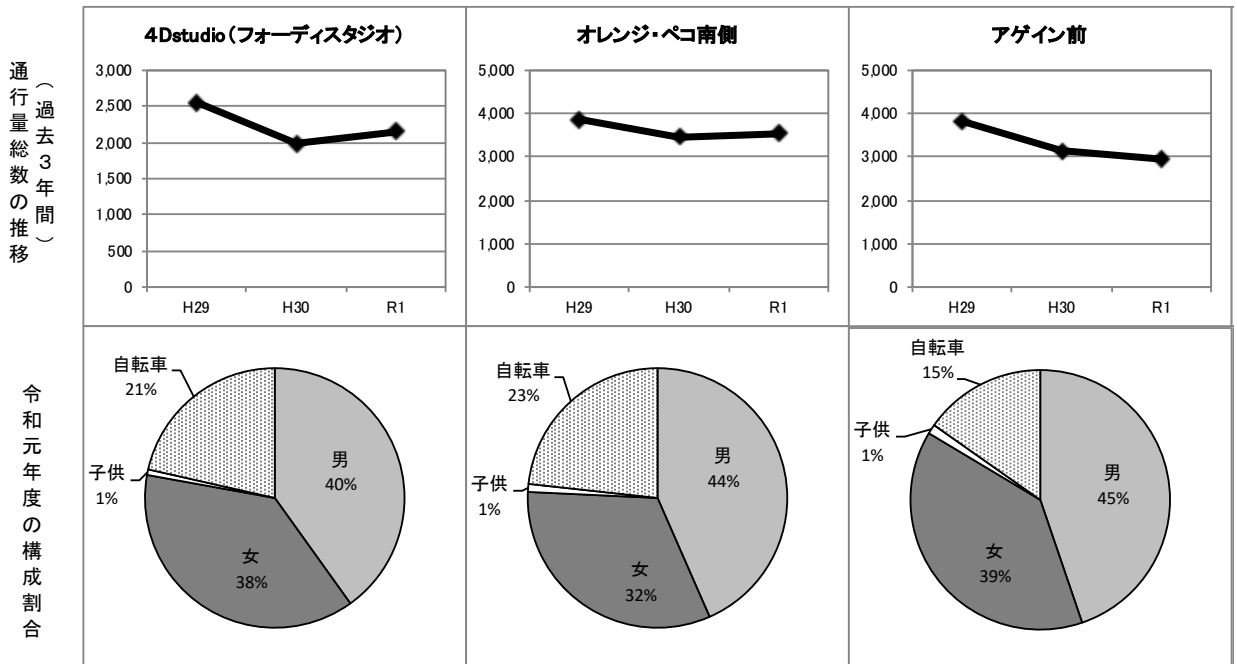 通行量総数の推移
（過去３年間）
4Dstudio（フォーディスタジオ）
3,000
2,500
2,000
1,500
1,000
500
0
H29 H30 R1
オレンジ・ペコ南側
5,000
4,000
3,000
2,000
1,000
0
H29 H30 R1
アゲイン前
5,000
4,000
3,000
2,000
1,000
0
H29 H30 R1
令和元年度の構成割合
自転車
21%
子供
1%
男
40%
女
38%
自転車
23%
子供
1%
男
44%
女
32%
自転車
15%
子供
1%
男
45%
女
39%